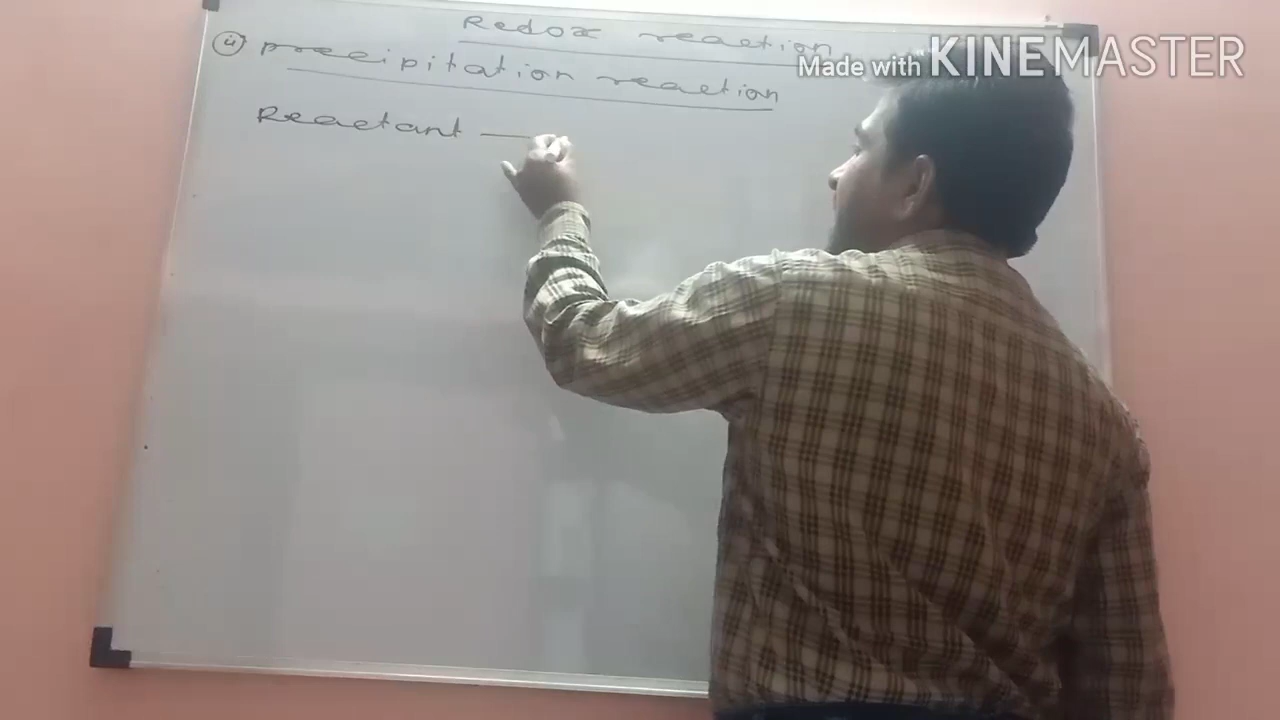 Redox reaction
(ii) precipitation reaction
Reactant —
Made with KINEMASTER